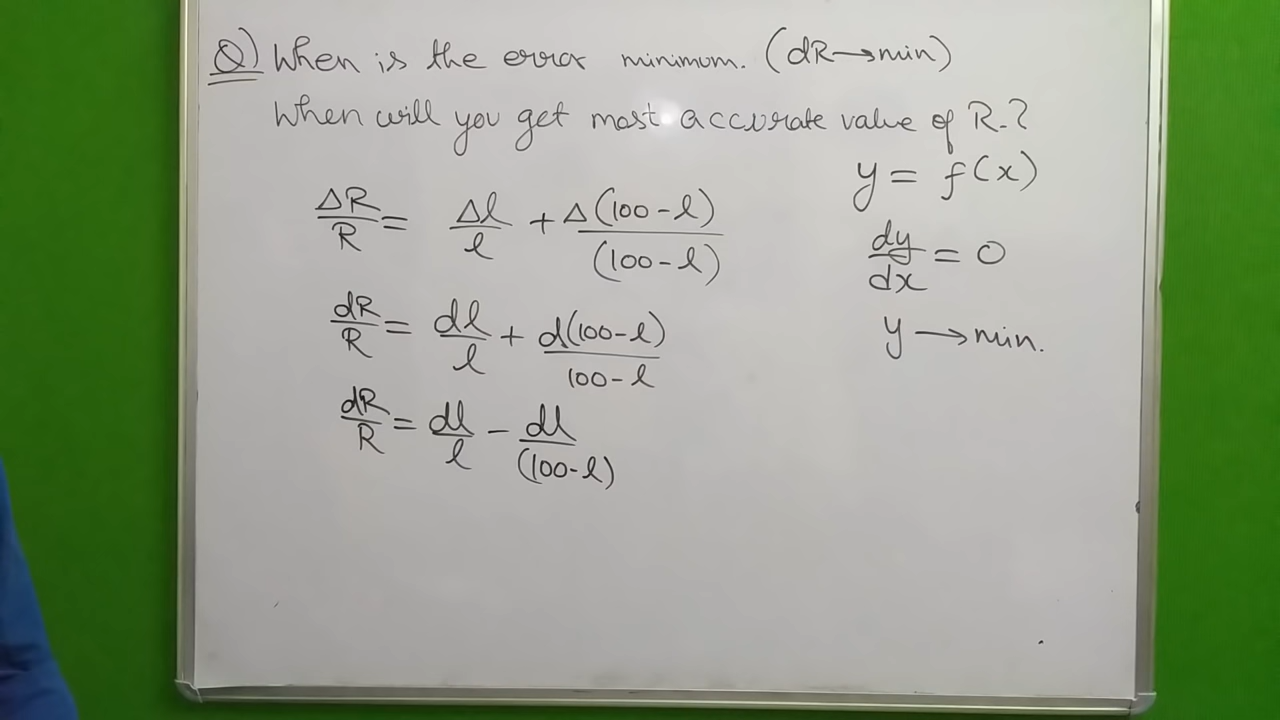 Q) When is the error minimum. (dR→min)
When will you get most accurate value of R.?
y = f(x)
ΔR/R = Δl/l + Δ(100-l)/(100-l)
dy/dx = 0
dR/R = dl/l + d(100-l)/100-l
y → min.
dR/R = dl/l - dl/(100-l)